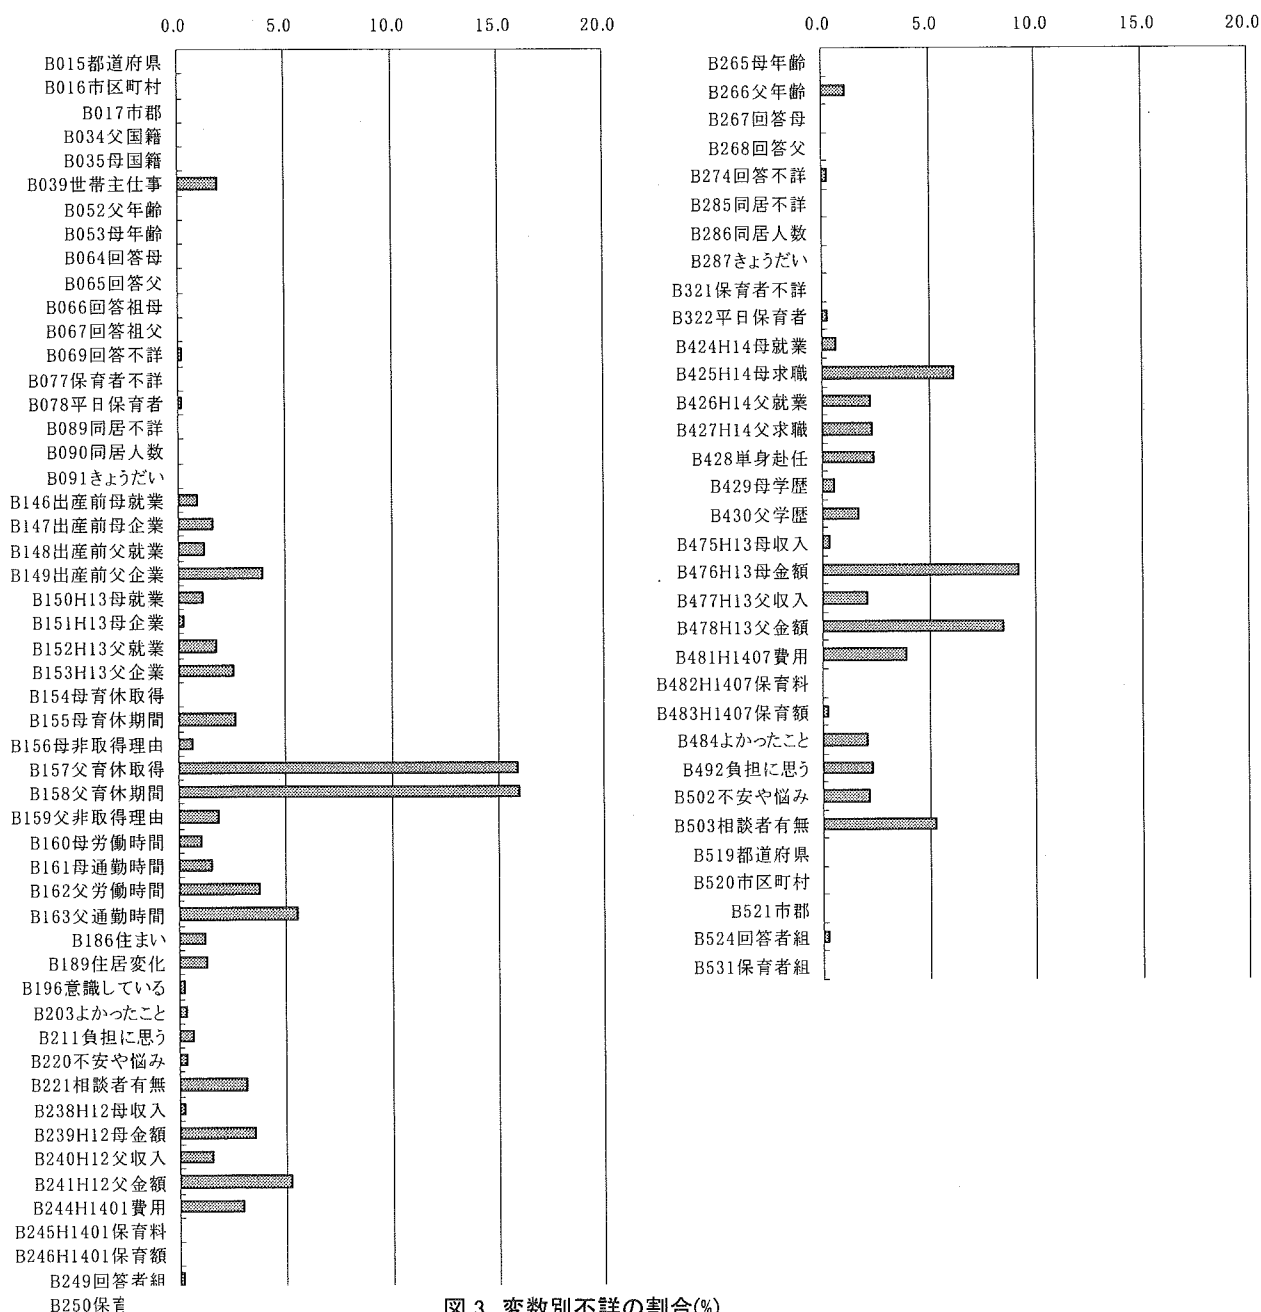 0.0 5.0 10.0 15.0 20.0
B015都道府県
B016市区町村
B017市郡
B034父国籍
B035母国籍
B039世帯主仕事
B052父年齢
B053母年齢
B064回答母
B065回答父
B066回答祖母
B067回答祖父
B069回答不詳
B077保育者不詳
B078平日保育者
B089同居不詳
B090同居人数
B091きょうだい
B146出産前母就業
B147出産前母企業
B148出産前父就業
B149出産前父企業
B150H13母就業
B151H13母企業
B152H13父就業
B153H13父企業
B154母育休取得
B155母育休期間
B156母非取得理由
B157父育休取得
B158父育休期間
B159父非取得理由
B160母労働時間
B161母通勤時間
B162父労働時間
B163父通勤時間
B186住まい
B189住居変化
B196意識している
B203よかったこと
B211負担に思う
B220不安や悩み
B221相談者有無
B238H12母収入
B239H12母金額
B240H12父収入
B241H12父金額
B244H1401費用
B245H1401保育料
B246H1401保育額
B249回答者組
B250保育
0.0 5.0 10.0 15.0 20.0
B265母年齢
B266父年齢
B267回答母
B268回答父
B274回答不詳
B285同居不詳
B286同居人数
B287きょうだい
B321保育者不詳
B322平日保育者
B424H14母就業
B425H14母求職
B426H14父就業
B427H14父求職
B428単身赴任
B429母学歴
B430父学歴
B475H13母収入
B476H13母金額
B477H13父収入
B478H13父金額
B481H1407費用
B482H1407保育料
B483H1407保育額
B484よかったこと
B492負担に思う
B502不安や悩み
B503相談者有無
B519都道府県
B520市区町村
B521市郡
B524回答者組
B531保育者組
図3 変数別不詳の割合(%)